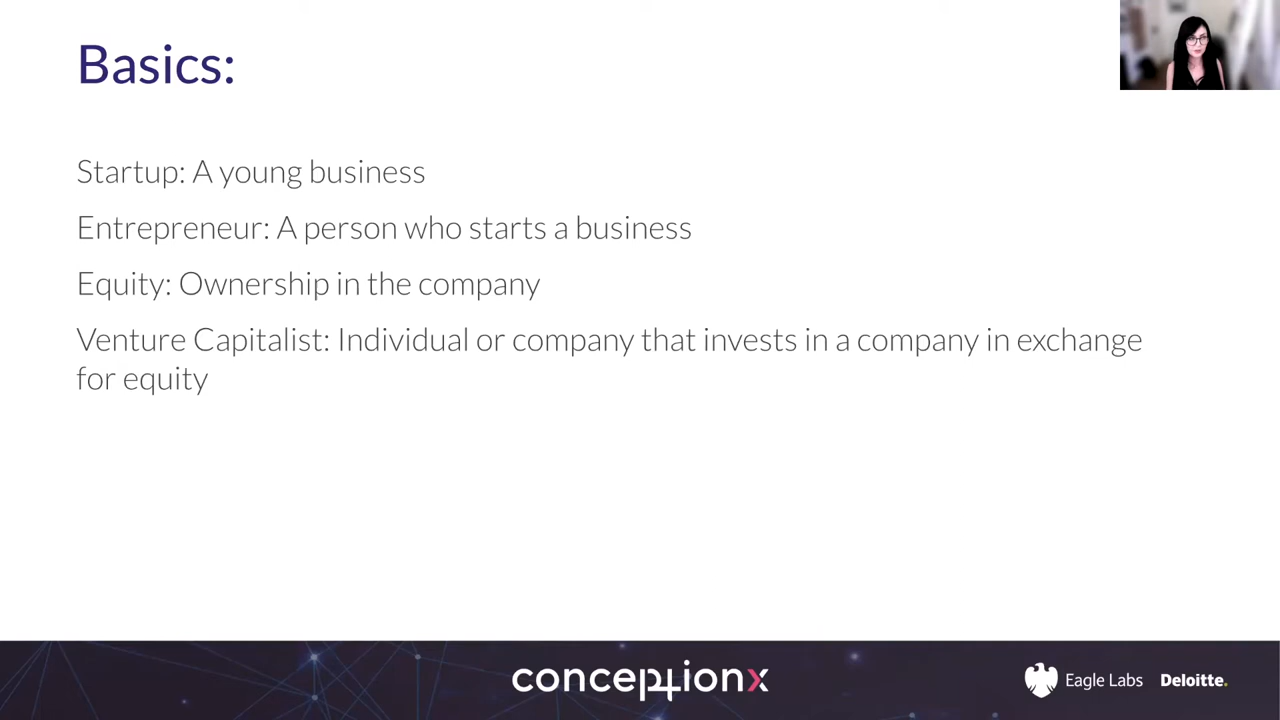 Basics:
Startup: A young business
Entrepreneur: A person who starts a business
Equity: Ownership in the company
Venture Capitalist: Individual or company that invests in a company in exchange
for equity
conceptionx
Eagle Labs
Deloitte.